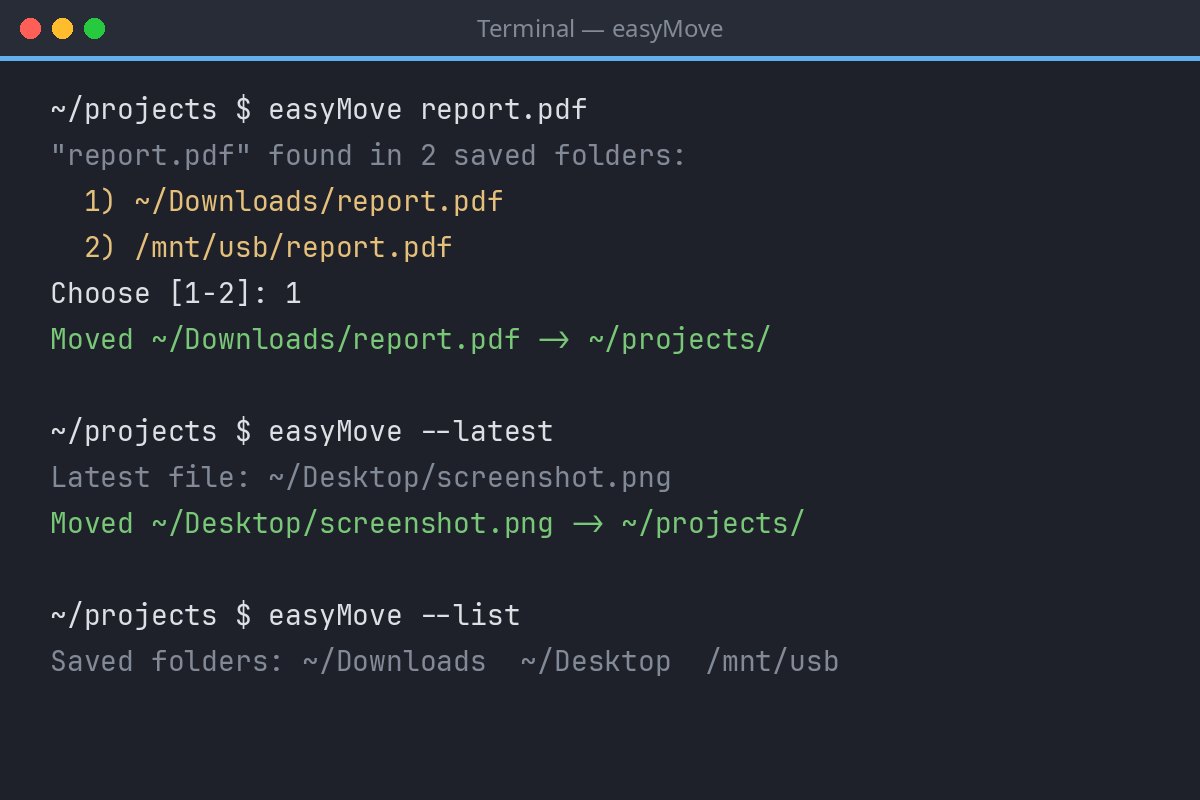 Terminal — easyMove
~/projects $ easyMove report.pdf
"report.pdf" found in 2 saved folders:
  1) ~/Downloads/report.pdf
  2) /mnt/usb/report.pdf
Choose [1-2]: 1
Moved ~/Downloads/report.pdf → ~/projects/
~/projects $ easyMove --latest
Latest file: ~/Desktop/screenshot.png
Moved ~/Desktop/screenshot.png → ~/projects/
~/projects $ easyMove --list
Saved folders: ~/Downloads  ~/Desktop  /mnt/usb